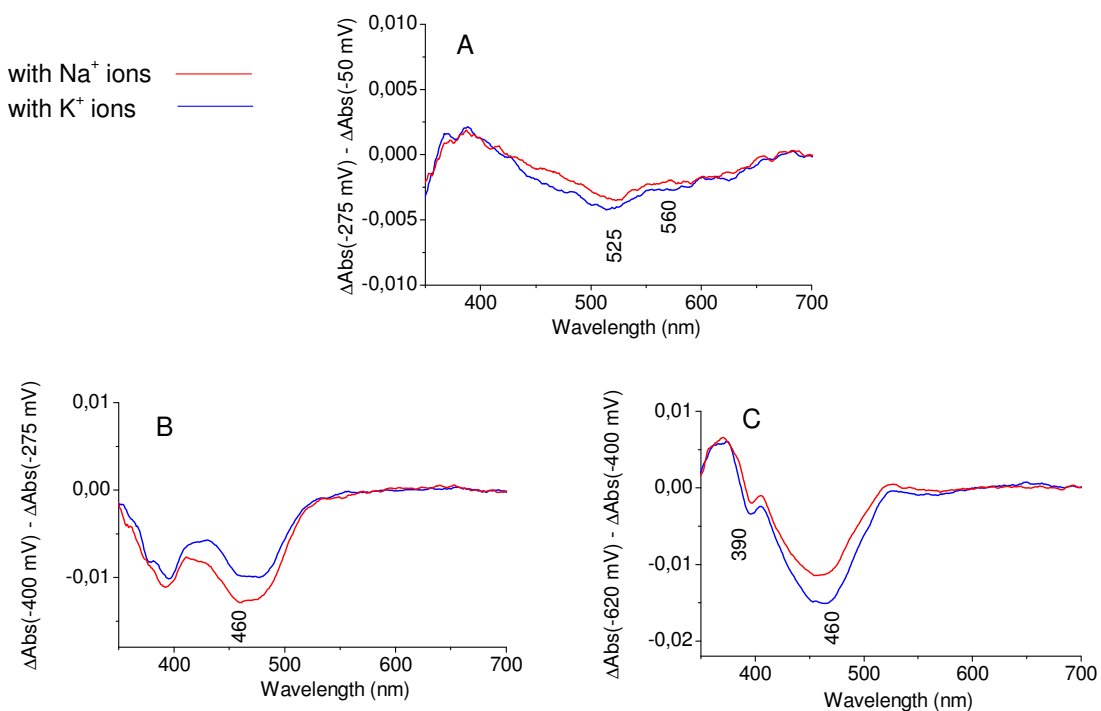 with Na⁺ ions
with K⁺ ions
A
ΔAbs(-275 mV) - ΔAbs(-50 mV)
0,010
0,005
0,000
-0,005
-0,010
525
560
400
500
600
700
Wavelength (nm)
B
ΔAbs(-400 mV) - ΔAbs(-275 mV)
0,01
0,00
-0,01
460
400
500
600
700
Wavelength (nm)
C
ΔAbs(-620 mV) - ΔAbs(-400 mV)
0,01
0,00
-0,01
-0,02
390
460
400
500
600
700
Wavelength (nm)